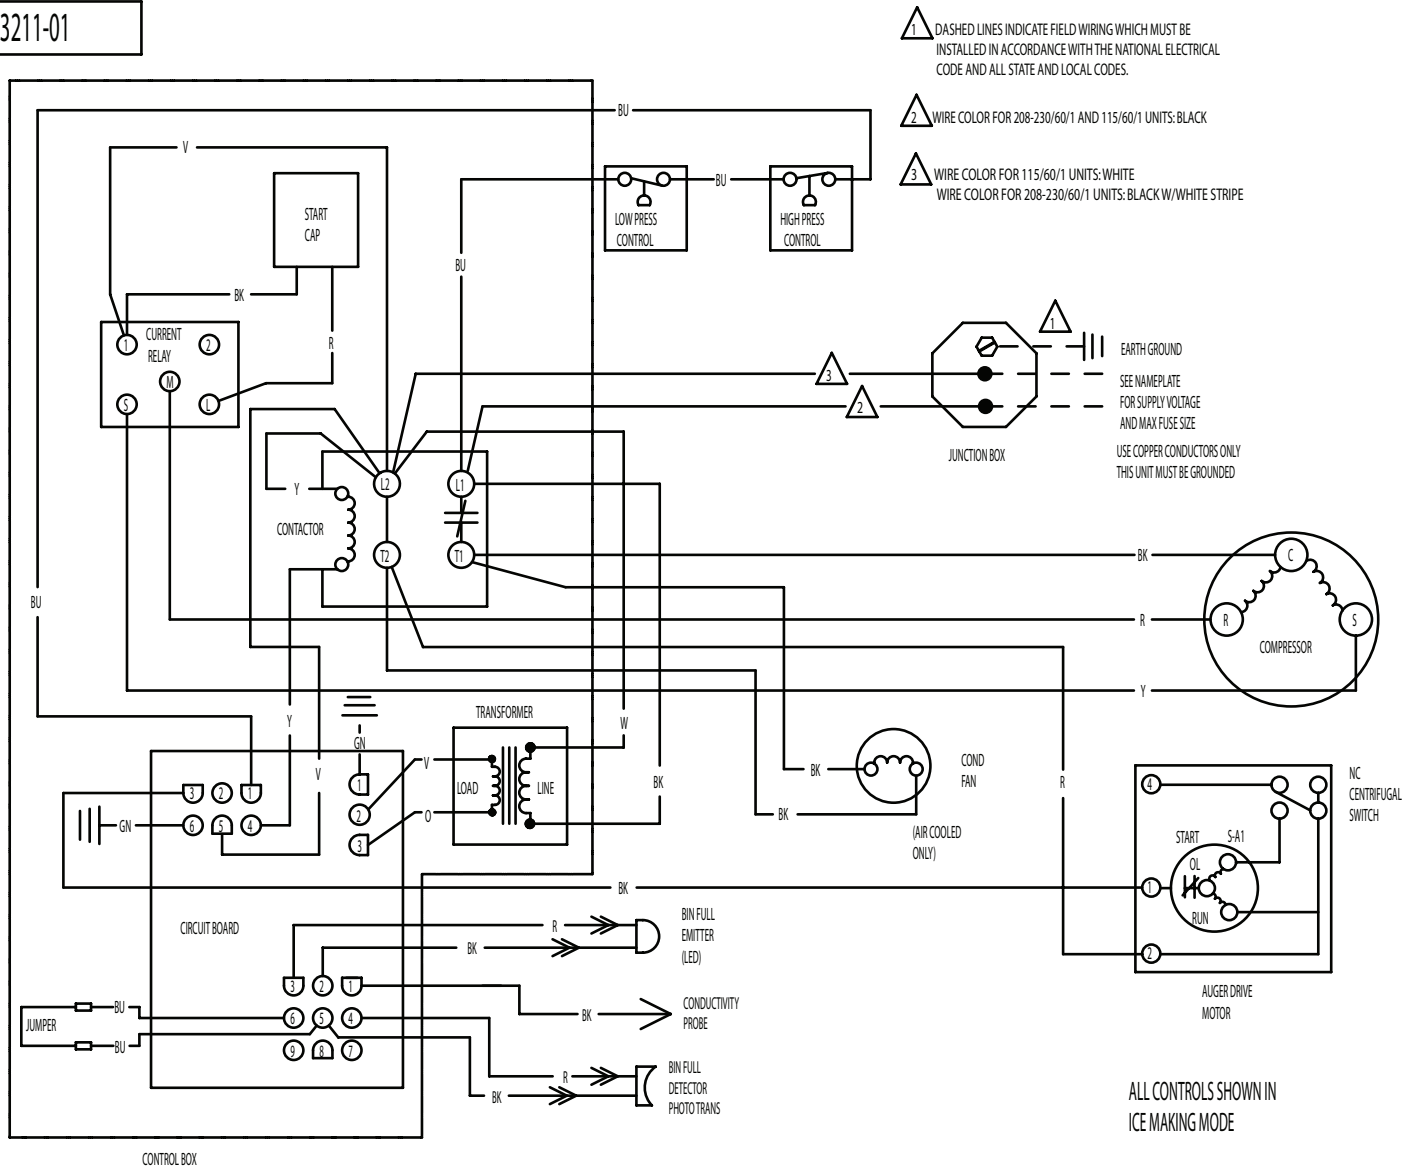 3211-01
1 DASHED LINES INDICATE FIELD WIRING WHICH MUST BE
INSTALLED IN ACCORDANCE WITH THE NATIONAL ELECTRICAL
CODE AND ALL STATE AND LOCAL CODES.
2 WIRE COLOR FOR 208-230/60/1 AND 115/60/1 UNITS: BLACK
3 WIRE COLOR FOR 115/60/1 UNITS: WHITE
WIRE COLOR FOR 208-230/60/1 UNITS: BLACK W/WHITE STRIPE
BU
V
START
CAP
BU
LOW PRESS
CONTROL
HIGH PRESS
CONTROL
BU
BK
R
CURRENT
RELAY
1
2
M
S
L
3
2
1
EARTH GROUND
SEE NAMEPLATE
FOR SUPPLY VOLTAGE
AND MAX FUSE SIZE
USE COPPER CONDUCTORS ONLY
THIS UNIT MUST BE GROUNDED
JUNCTION BOX
L2
L1
Y
CONTACTOR
T2
T1
BK
C
R
R
S
COMPRESSOR
Y
BU
Y
V
GN
W
BK
R
TRANSFORMER
LOAD
LINE
V
O
1
2
3
3
2
1
6
5
4
GN
BK
BK
COND
FAN
(AIR COOLED
ONLY)
4
NC
CENTRIFUGAL
SWITCH
START
S-A1
OL
RUN
1
2
AUGER DRIVE
MOTOR
BK
CIRCUIT BOARD
R
BK
BIN FULL
EMITTER
(LED)
3
2
1
6
5
4
9
8
7
BK
CONDUCTIVITY
PROBE
JUMPER
BU
BU
R
BK
BIN FULL
DETECTOR
PHOTO TRANS
ALL CONTROLS SHOWN IN
ICE MAKING MODE
CONTROL BOX